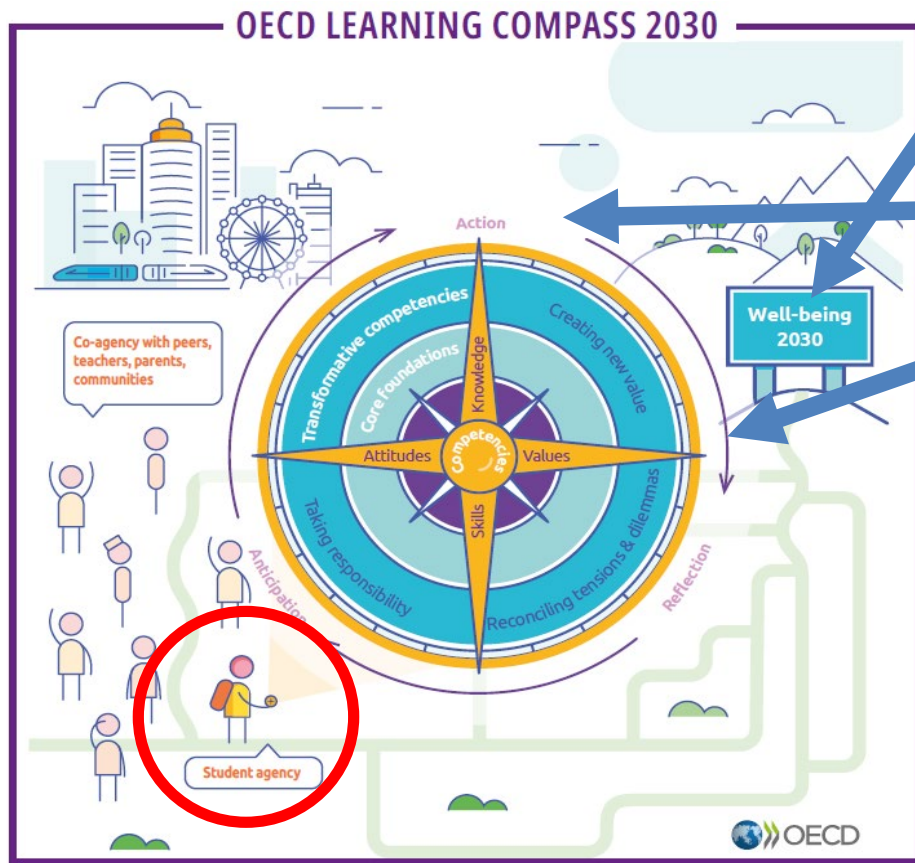 OECD LEARNING COMPASS 2030
Action
Well-being
2030
Co-agency with peers,
teachers, parents,
communities
Transformative competencies
Creating new value
Core foundations
Knowledge
Attitudes
Competencies
Values
Skills
Taking responsibility
Reconciling tensions & dilemmas
Anticipation
Reflection
Student agency
OECD